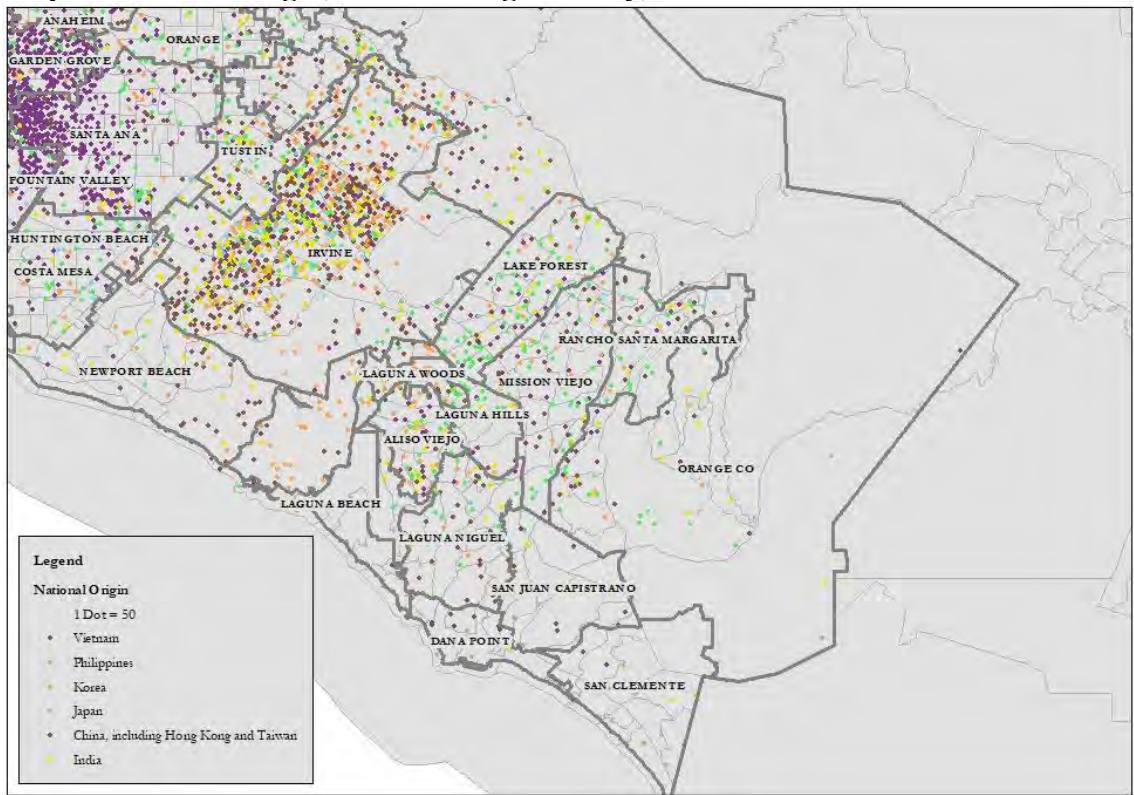 ANAHEIM
ORANGE
GARDEN GROVE
SANTA ANA
TUSTIN
FOUNTAIN VALLEY
HUNTINGTON BEACH
IRVINE
COSTA MESA
LAKE FOREST
RANCHO SANTA MARGARITA
NEWPORT BEACH
LAGUNA WOODS
MISSION VIEJO
LAGUNA HILLS
ALISO VIEJO
ORANGE CO
LAGUNA BEACH
LAGUNA NIGUEL
SAN JUAN CAPISTRANO
DANA POINT
SAN CLEMENTE
Legend
National Origin
1 Dot = 50
Vietnam
Philippines
Korea
Japan
China, including Hong Kong and Taiwan
India